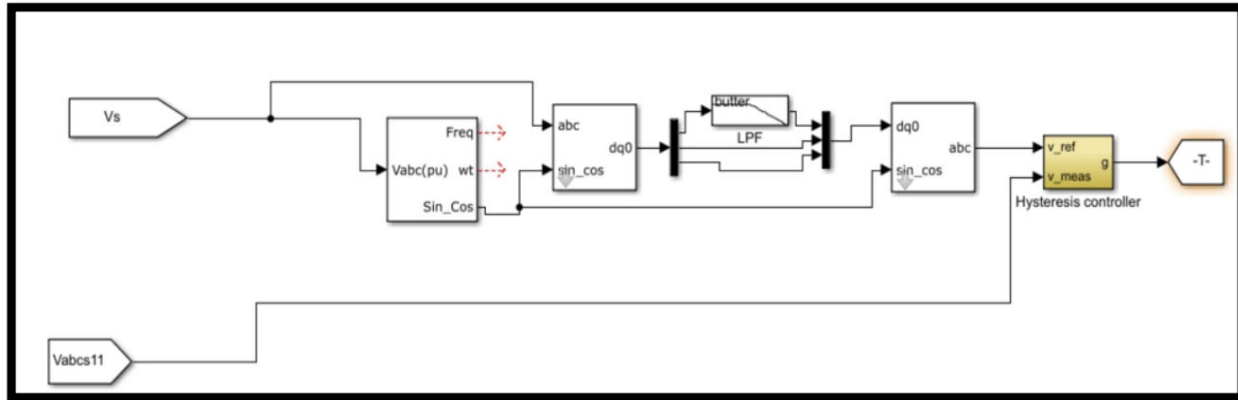 Vs
Freq
Vabc(pu) wt
Sin_Cos
abc
dq0
sin_cos
butter
LPF
dq0
abc
sin_cos
v_ref
g
v_meas
Hysteresis controller
-T-
Vabcs11